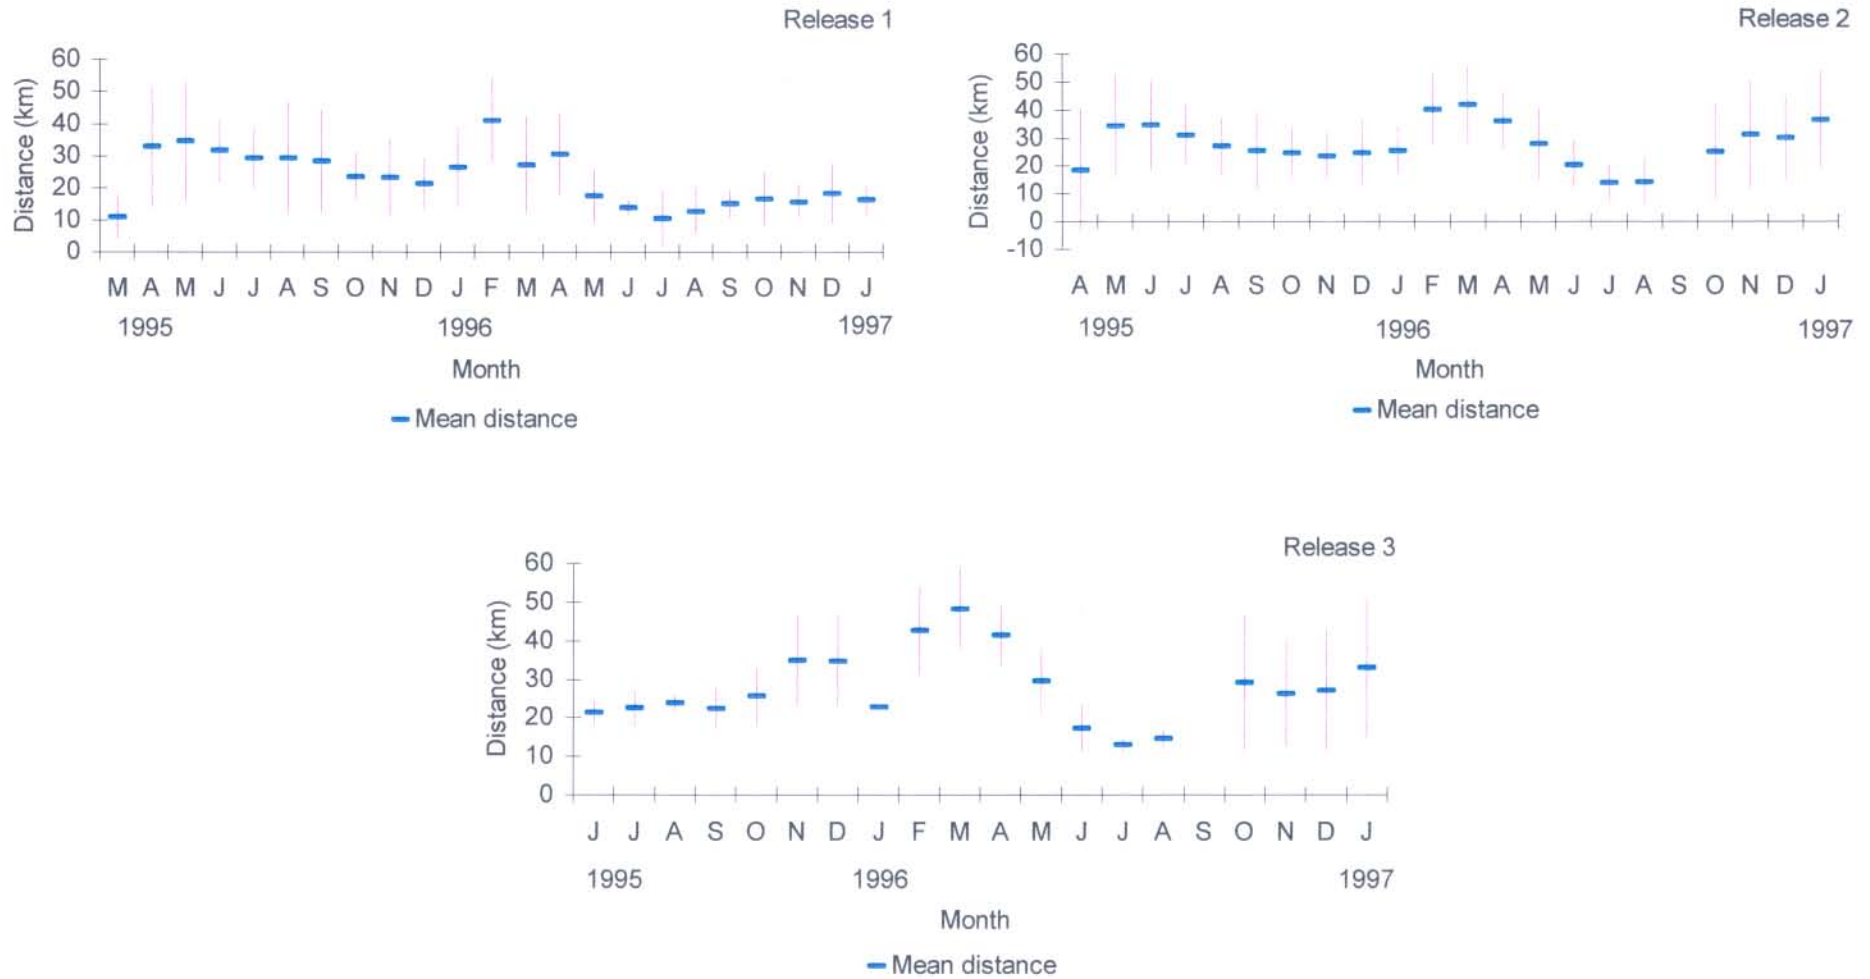 Release 1
60
50
40
30
20
10
0
Distance (km)
M A M J J A S O N D J F M A M J J A S O N D J
1995 1996 1997
Month
Mean distance
Release 2
60
50
40
30
20
10
0
-10
Distance (km)
A M J J A S O N D J F M A M J J A S O N D J
1995 1996 1997
Month
Mean distance
Release 3
60
50
40
30
20
10
0
Distance (km)
J J A S O N D J F M A M J J A S O N D J
1995 1996 1997
Month
Mean distance